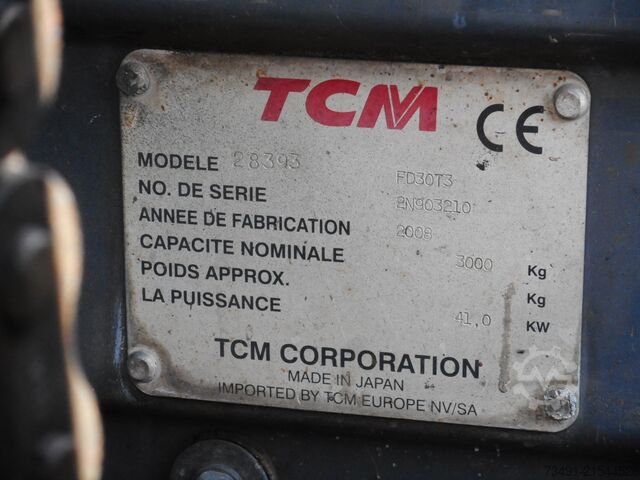 TCM CE
MODELE 28393 FD30T3
NO. DE SERIE 2N903210
ANNEE DE FABRICATION 2008
CAPACITE NOMINALE 3000 Kg
POIDS APPROX. Kg
LA PUISSANCE 41,0 KW
TCM CORPORATION
MADE IN JAPAN
IMPORTED BY TCM EUROPE NV/SA